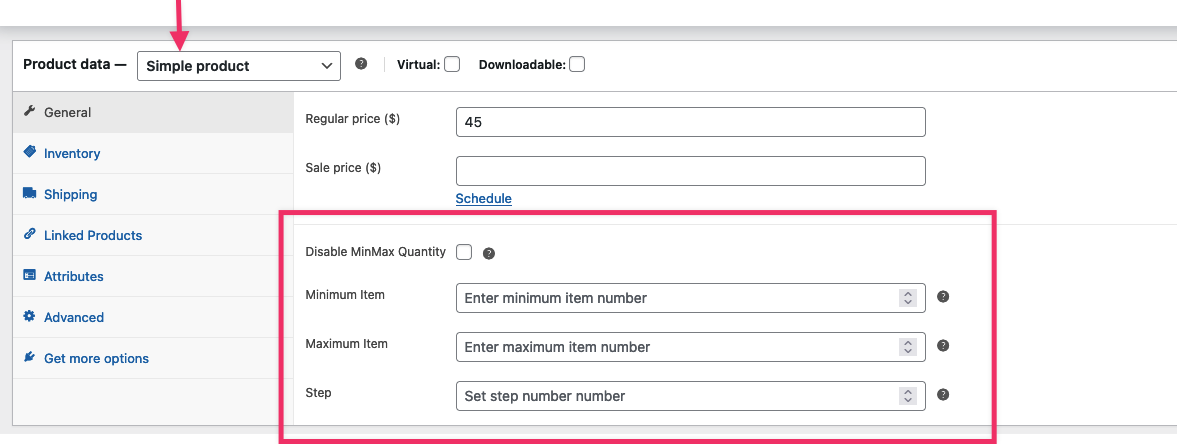 Product data — Simple product ? Virtual: Downloadable:
General
Inventory
Shipping
Linked Products
Attributes
Advanced
Get more options
Regular price ($) 45
Sale price ($)
Schedule
Disable MinMax Quantity ?
Minimum Item Enter minimum item number ?
Maximum Item Enter maximum item number ?
Step Set step number number ?